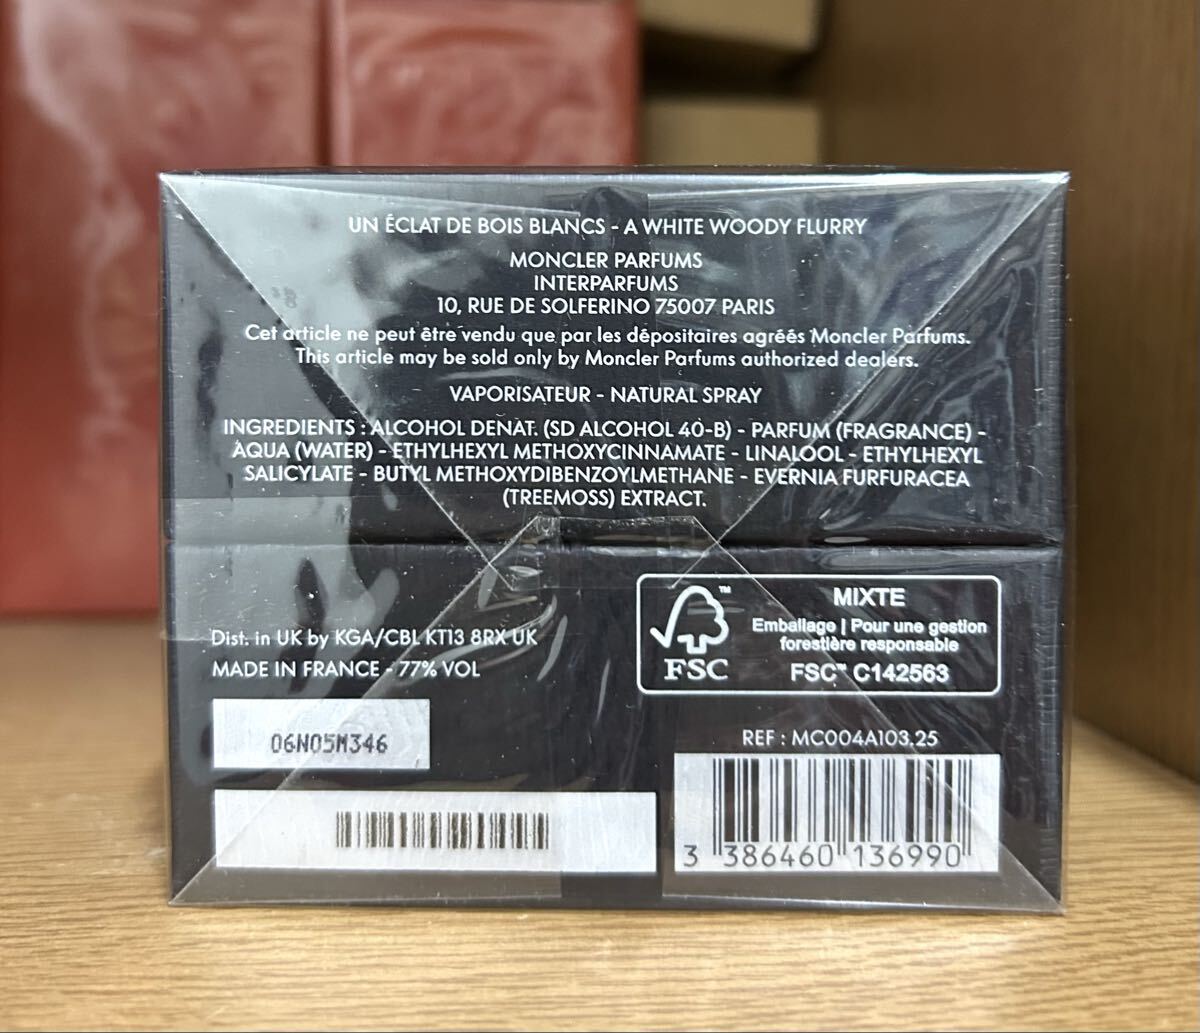 UN ÉCLAT DE BOIS BLANCS - A WHITE WOODY FLURRY
MONCLER PARFUMS
INTERPARFUMS
10, RUE DE SOLFERINO 75007 PARIS
Cet article ne peut être vendu que par les dépositaires agréés Moncler Parfums.
This article may be sold only by Moncler Parfums authorized dealers.
VAPORISATEUR - NATURAL SPRAY
INGREDIENTS : ALCOHOL DENAT. (SD ALCOHOL 40-B) - PARFUM (FRAGRANCE) -
AQUA (WATER) - ETHYLHEXYL METHOXYCINNAMATE - LINALOOL - ETHYLHEXYL
SALICYLATE - BUTYL METHOXYDIBENZOYLMETHANE - EVERNIA FURFURACEA
(TREEMOSS) EXTRACT.
Dist. in UK by KGA/CBL KT13 8RX UK
MADE IN FRANCE - 77% VOL
06N05M346
FSC
MIXTE
Emballage | Pour une gestion
forestière responsable
FSC™ C142563
REF : MC004A103.25
3 386460 136990